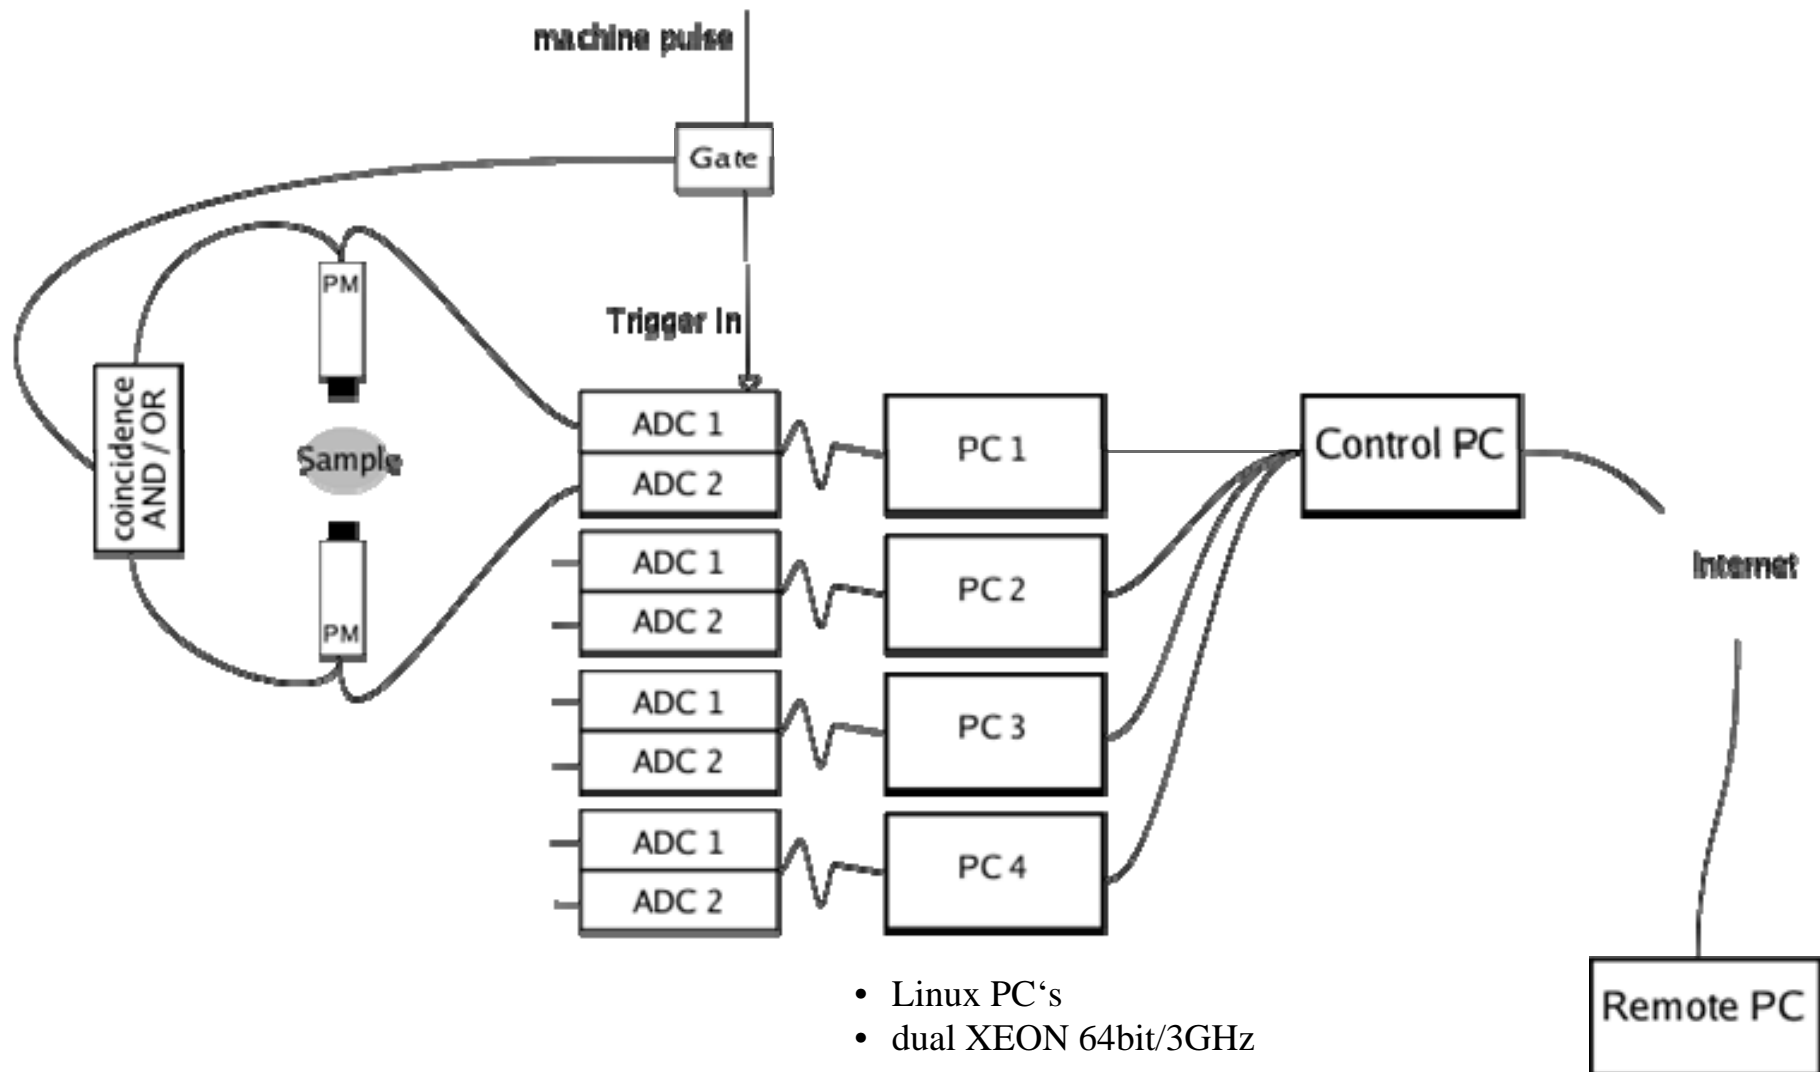 machine pulse
Gate
PM
Trigger In
coincidence
AND / OR
Sample
PM
ADC 1
ADC 2
PC 1
Control PC
ADC 1
ADC 2
PC 2
Internet
ADC 1
ADC 2
PC 3
ADC 1
ADC 2
PC 4
• Linux PC‘s
• dual XEON 64bit/3GHz
Remote PC